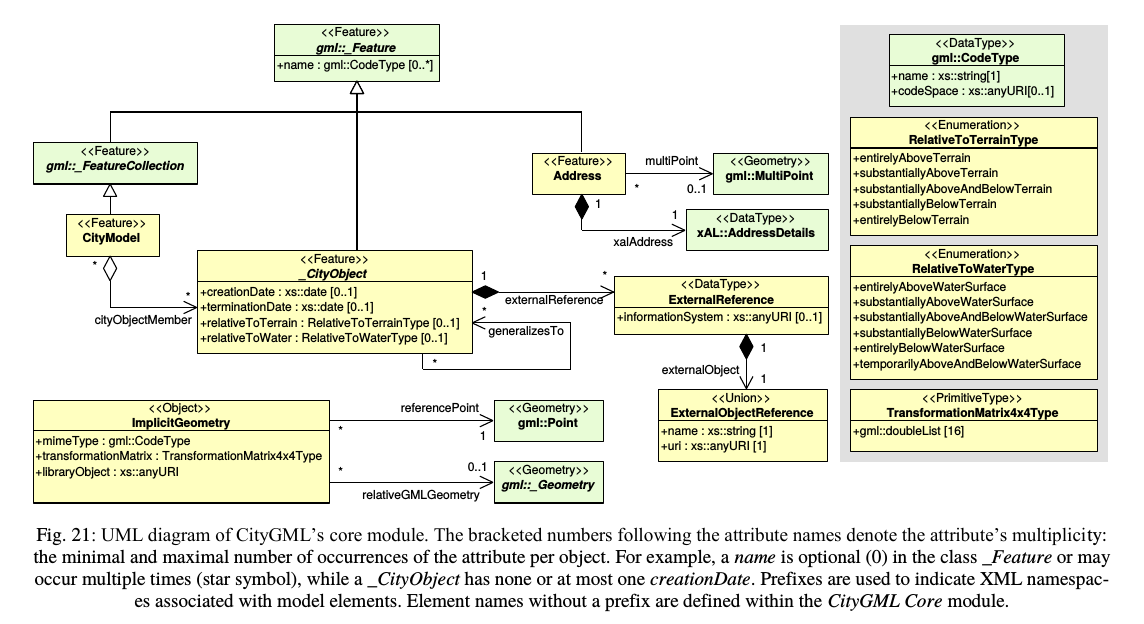 <<Feature>>
gml::_Feature
+name : gml::CodeType [0..*]
<<Feature>>
gml::_FeatureCollection
<<Feature>>
CityModel
*
*
cityObjectMember
<<Feature>>
_CityObject
+creationDate : xs::date [0..1]
+terminationDate : xs::date [0..1]
+relativeToTerrain : RelativeToTerrainType [0..1]
+relativeToWater : RelativeToWaterType [0..1]
1
*
externalReference
*
generalizesTo
*
<<Feature>>
Address
multiPoint
*
0..1
<<Geometry>>
gml::MultiPoint
1
1
xalAddress
<<DataType>>
xAL::AddressDetails
<<DataType>>
ExternalReference
+informationSystem : xs::anyURI [0..1]
1
externalObject
1
<<Union>>
ExternalObjectReference
+name : xs::string [1]
+uri : xs::anyURI [1]
<<Object>>
ImplicitGeometry
+mimeType : gml::CodeType
+transformationMatrix : TransformationMatrix4x4Type
+libraryObject : xs::anyURI
referencePoint
*
1
<<Geometry>>
gml::Point
*
0..1
relativeGMLGeometry
<<Geometry>>
gml::_Geometry
<<DataType>>
gml::CodeType
+name : xs::string[1]
+codeSpace : xs::anyURI[0..1]
<<Enumeration>>
RelativeToTerrainType
+entirelyAboveTerrain
+substantiallyAboveTerrain
+substantiallyAboveAndBelowTerrain
+substantiallyBelowTerrain
+entirelyBelowTerrain
<<Enumeration>>
RelativeToWaterType
+entirelyAboveWaterSurface
+substantiallyAboveWaterSurface
+substantiallyAboveAndBelowWaterSurface
+substantiallyBelowWaterSurface
+entirelyBelowWaterSurface
+temporarilyAboveAndBelowWaterSurface
<<PrimitiveType>>
TransformationMatrix4x4Type
+gml::doubleList [16]
Fig. 21: UML diagram of CityGML's core module. The bracketed numbers following the attribute names denote the attribute's multiplicity:
the minimal and maximal number of occurrences of the attribute per object. For example, a name is optional (0) in the class _Feature or may
occur multiple times (star symbol), while a _CityObject has none or at most one creationDate. Prefixes are used to indicate XML namespac-
es associated with model elements. Element names without a prefix are defined within the CityGML Core module.